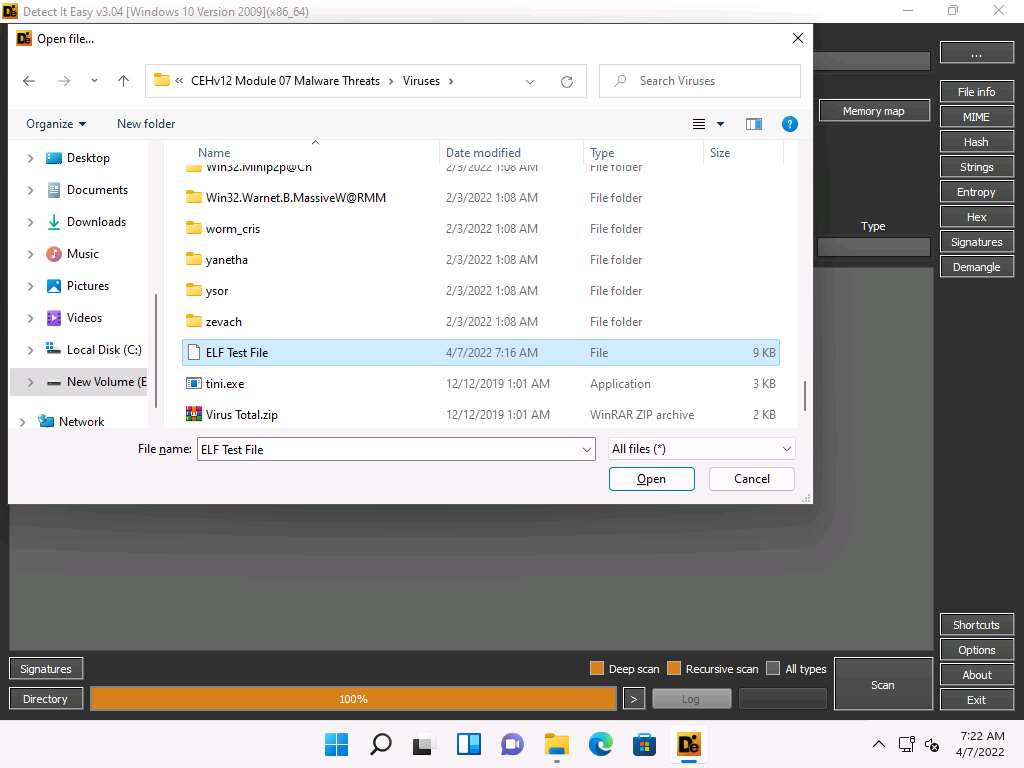 Detect It Easy v3.04 [Windows 10 Version 2009](x86_64)
Open file...
« CEHv12 Module 07 Malware Threats > Viruses >
Search Viruses
Organize
New folder
Name
Date modified
Type
Size
Desktop
Documents
Downloads
Music
Pictures
Videos
Local Disk (C:)
New Volume (E
Network
Win32.Minip2p@Cn 2/3/2022 1:08 AM File folder
Win32.Warnet.B.MassiveW@RMM 2/3/2022 1:08 AM File folder
worm_cris 2/3/2022 1:08 AM File folder
yanetha 2/3/2022 1:08 AM File folder
ysor 2/3/2022 1:08 AM File folder
zevach 2/3/2022 1:08 AM File folder
ELF Test File 4/7/2022 7:16 AM File 9 KB
tini.exe 12/12/2019 1:01 AM Application 3 KB
Virus Total.zip 12/12/2019 1:01 AM WinRAR ZIP archive 2 KB
File name: ELF Test File
All files (*)
Open
Cancel
...
File info
Memory map
MIME
Hash
Strings
Entropy
Hex
Type
Signatures
Demangle
Shortcuts
Options
About
Exit
Signatures
Deep scan
Recursive scan
All types
Scan
Directory
100%
>
Log
7:22 AM
4/7/2022